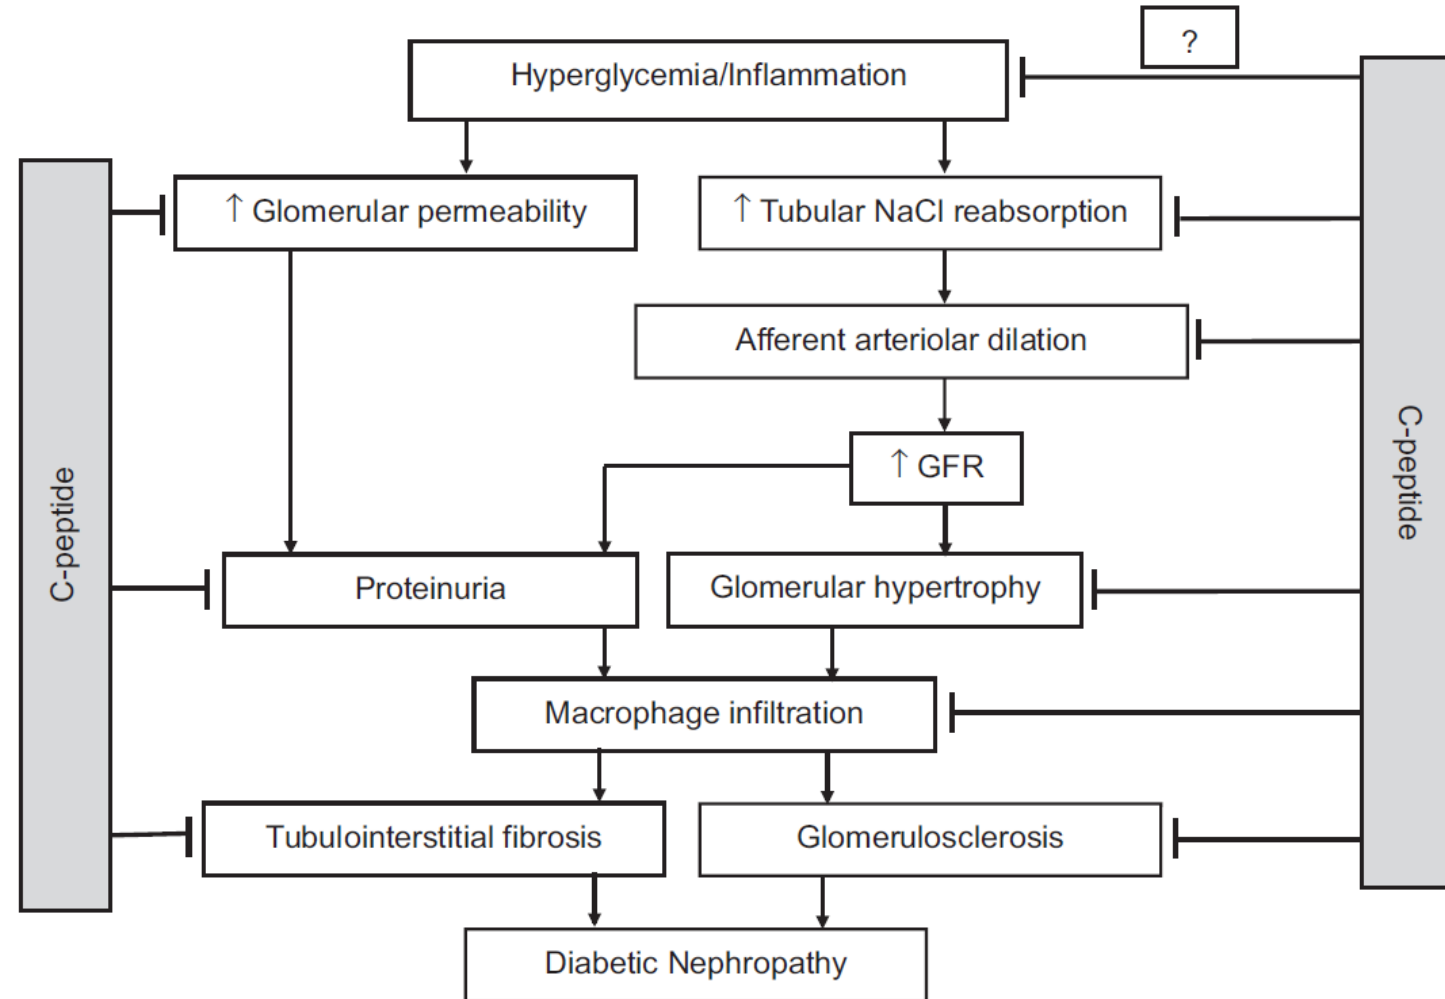 ?
Hyperglycemia/Inflammation
↑ Glomerular permeability
↑ Tubular NaCl reabsorption
Afferent arteriolar dilation
↑ GFR
C-peptide
C-peptide
Proteinuria
Glomerular hypertrophy
Macrophage infiltration
Tubulointerstitial fibrosis
Glomerulosclerosis
Diabetic Nephropathy